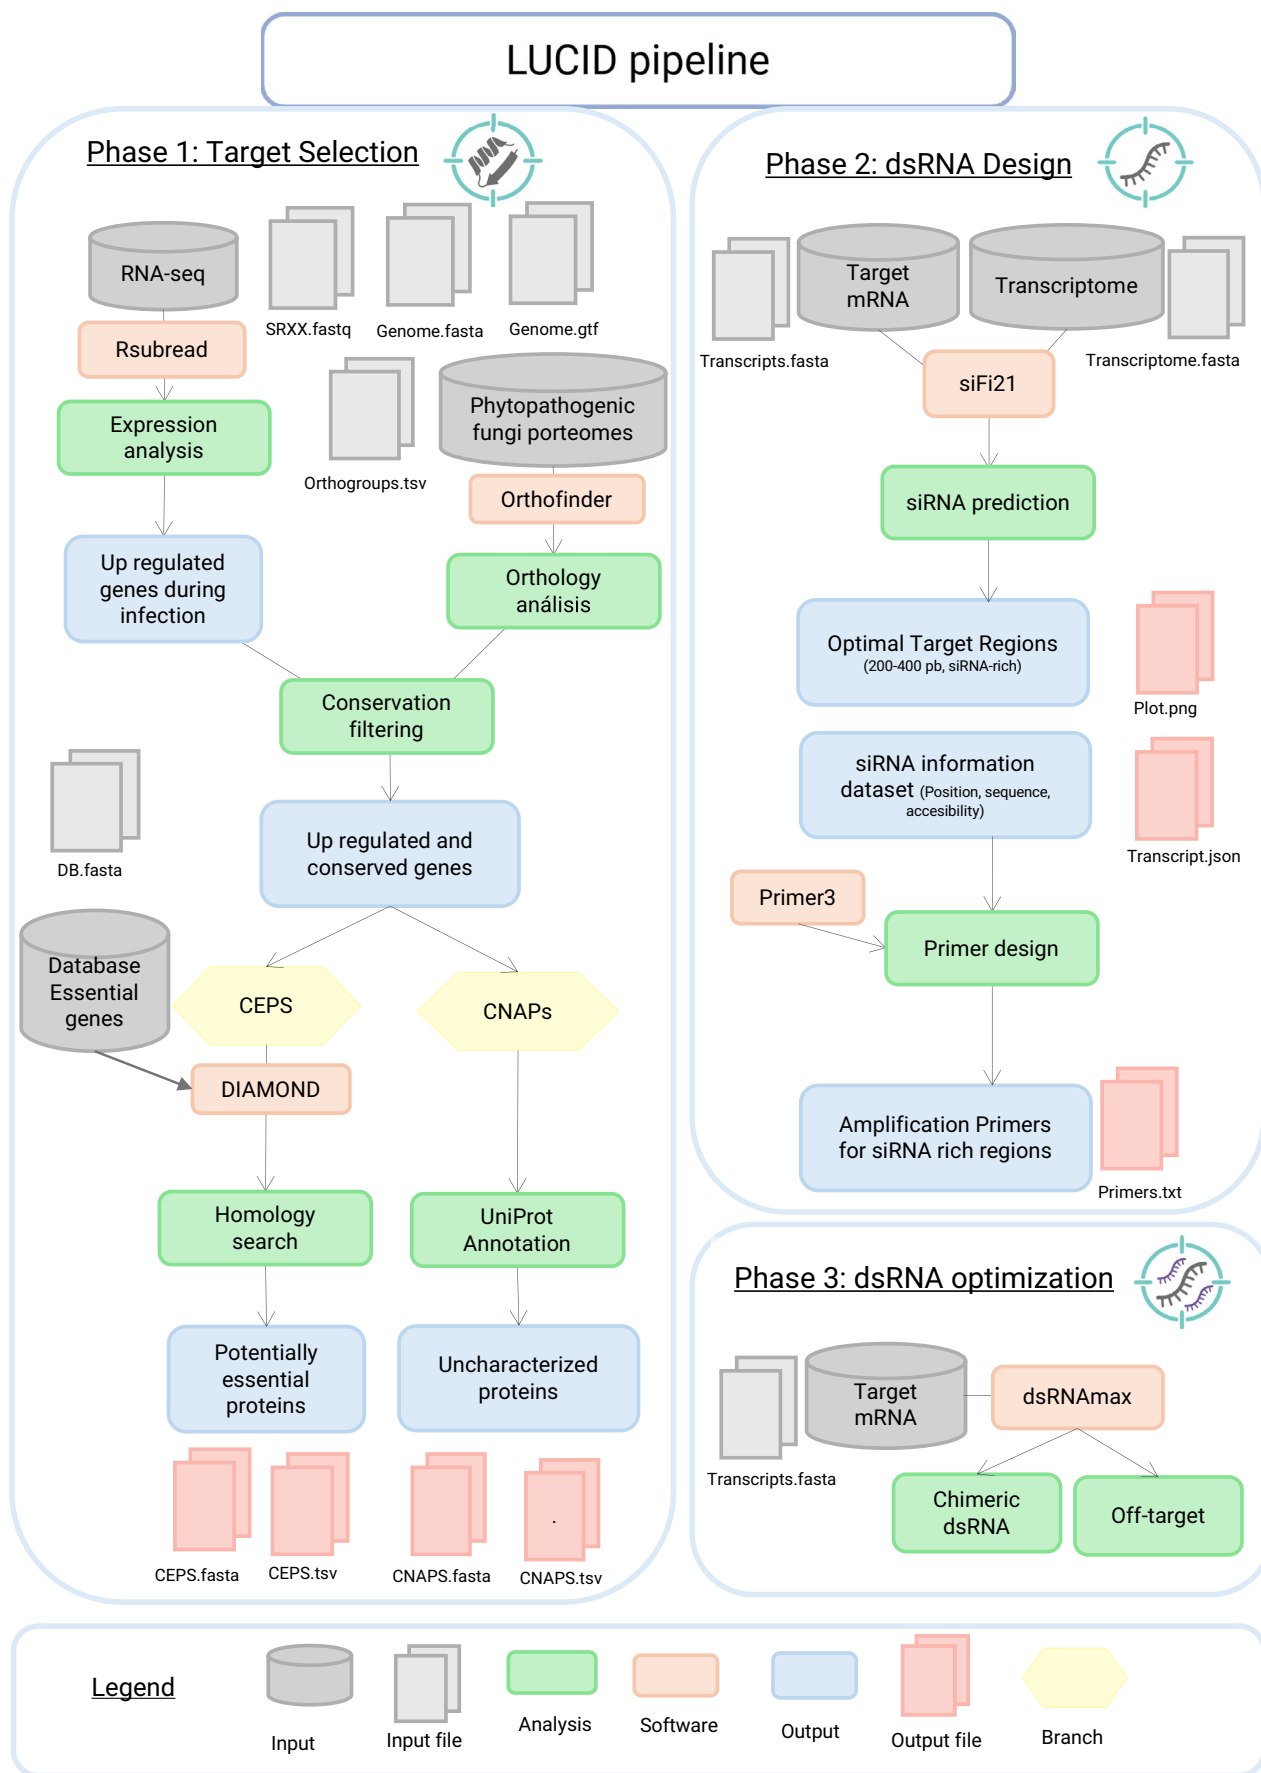 LUCID pipeline
Phase 1: Target Selection
RNA-seq
SRXX.fastq
Genome.fasta
Genome.gtf
Rsubread
Expression
analysis
Orthogroups.tsv
Phytopathogenic
fungi porteomes
Orthofinder
Up regulated
genes during
infection
Orthology
análisis
Conservation
filtering
DB.fasta
Up regulated and
conserved genes
Database
Essential
genes
CEPS
CNAPs
DIAMOND
Homology
search
UniProt
Annotation
Potentially
essential
proteins
Uncharacterized
proteins
CEPS.fasta
CEPS.tsv
CNAPS.fasta
.
CNAPS.tsv
Phase 2: dsRNA Design
Transcripts.fasta
Target
mRNA
Transcriptome
Transcriptome.fasta
siFi21
siRNA prediction
Optimal Target Regions
(200-400 pb, siRNA-rich)
Plot.png
siRNA information
dataset (Position, sequence,
accesibility)
Transcript.json
Primer3
Primer design
Amplification Primers
for siRNA rich regions
Primers.txt
Phase 3: dsRNA optimization
Transcripts.fasta
Target
mRNA
dsRNAmax
Chimeric
dsRNA
Off-target
Legend
Input
Input file
Analysis
Software
Output
Output file
Branch